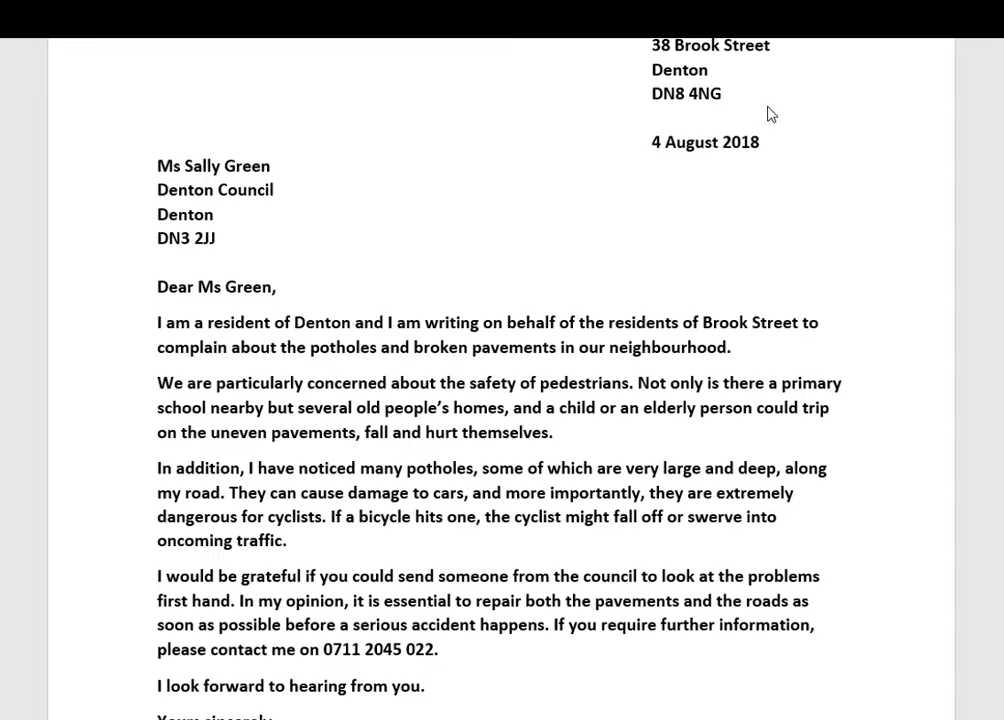 38 Brook Street
Denton
DN8 4NG
4 August 2018
Ms Sally Green
Denton Council
Denton
DN3 2JJ
Dear Ms Green,
I am a resident of Denton and I am writing on behalf of the residents of Brook Street to
complain about the potholes and broken pavements in our neighbourhood.
We are particularly concerned about the safety of pedestrians. Not only is there a primary
school nearby but several old people’s homes, and a child or an elderly person could trip
on the uneven pavements, fall and hurt themselves.
In addition, I have noticed many potholes, some of which are very large and deep, along
my road. They can cause damage to cars, and more importantly, they are extremely
dangerous for cyclists. If a bicycle hits one, the cyclist might fall off or swerve into
oncoming traffic.
I would be grateful if you could send someone from the council to look at the problems
first hand. In my opinion, it is essential to repair both the pavements and the roads as
soon as possible before a serious accident happens. If you require further information,
please contact me on 0711 2045 022.
I look forward to hearing from you.
Yours sincerely